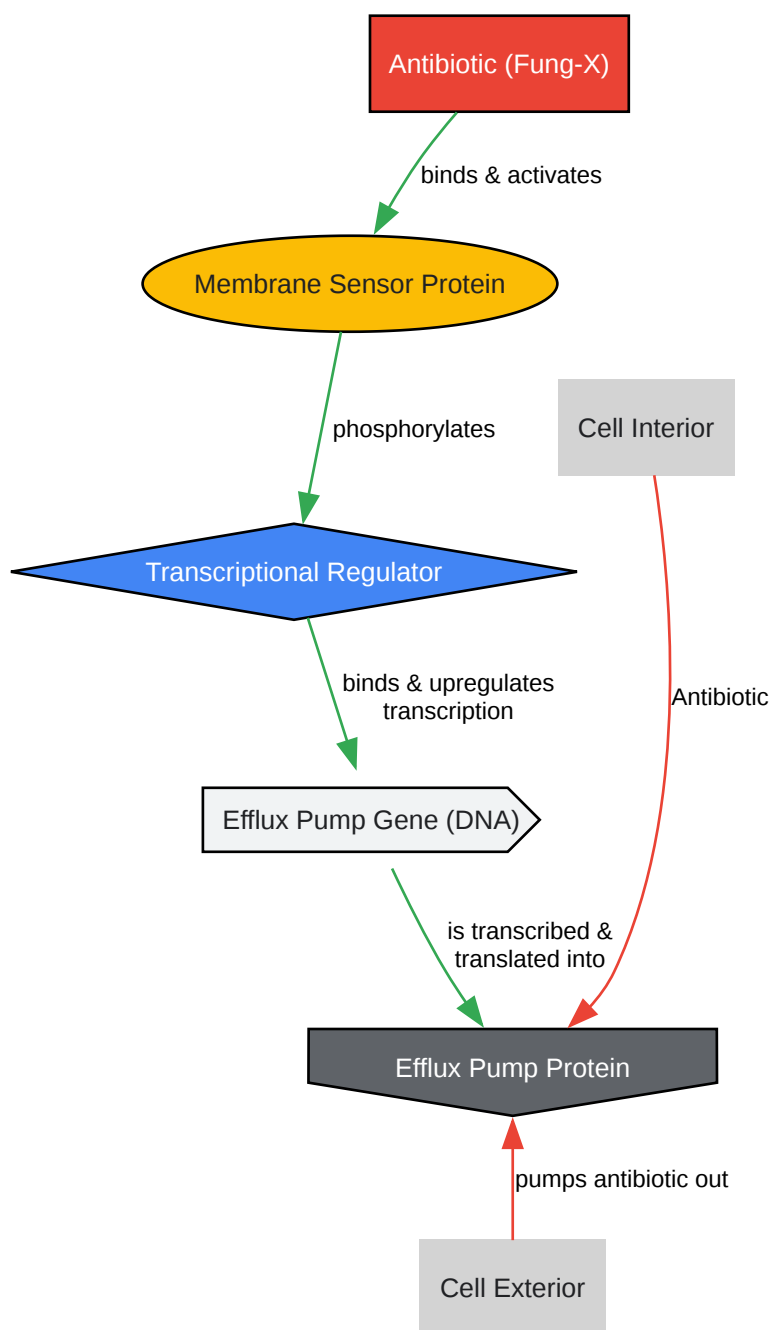 Antibiotic (Fung-X)
binds & activates
Membrane Sensor Protein
phosphorylates
Cell Interior
Transcriptional Regulator
binds & upregulates
transcription
Antibiotic
Efflux Pump Gene (DNA)
is transcribed &
translated into
Efflux Pump Protein
pumps antibiotic out
Cell Exterior